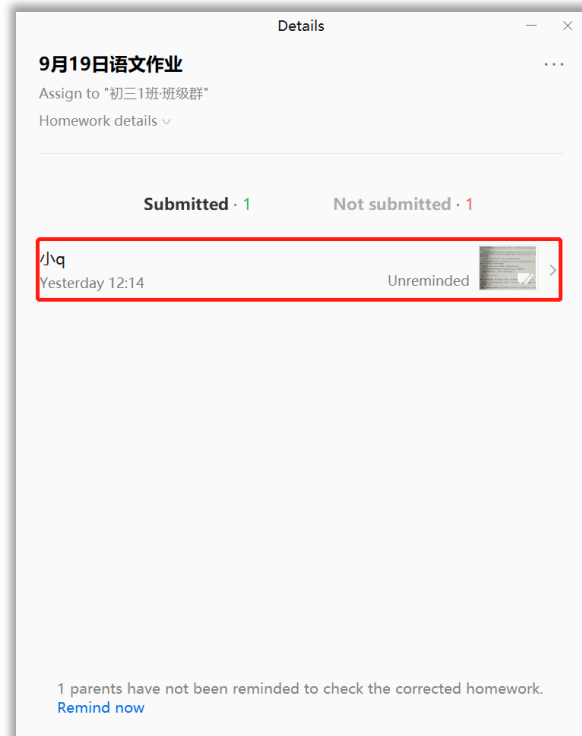 Details
9月19日语文作业
Assign to "初三1班·班级群"
Homework details
Submitted · 1
Not submitted · 1
小q
Yesterday 12:14
Unreminded
1 parents have not been reminded to check the corrected homework.
Remind now